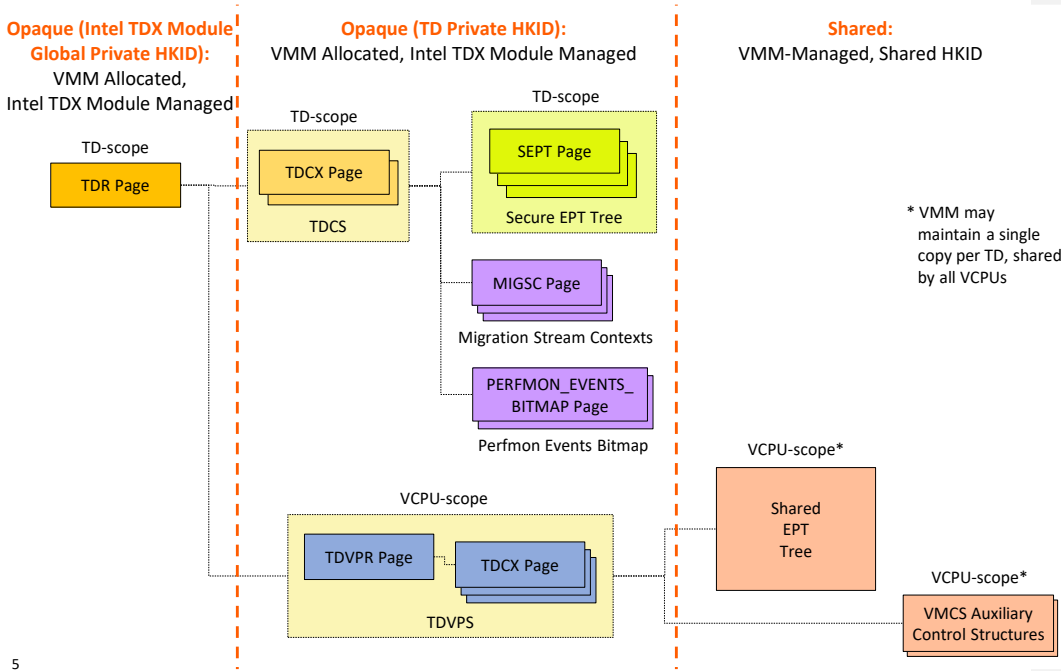 Opaque (Intel TDX Module
Global Private HKID):
VMM Allocated,
Intel TDX Module Managed
Opaque (TD Private HKID):
VMM Allocated, Intel TDX Module Managed
Shared:
VMM-Managed, Shared HKID
TD-scope
TDR Page
TD-scope
TDCX Page
TDCS
TD-scope
SEPT Page
Secure EPT Tree
MIGSC Page
Migration Stream Contexts
PERFMON_EVENTS_
BITMAP Page
Perfmon Events Bitmap
* VMM may
maintain a single
copy per TD, shared
by all VCPUs
VCPU-scope
TDVPR Page
TDCX Page
TDVPS
VCPU-scope*
Shared
EPT
Tree
VCPU-scope*
VMCS Auxiliary
Control Structures
5